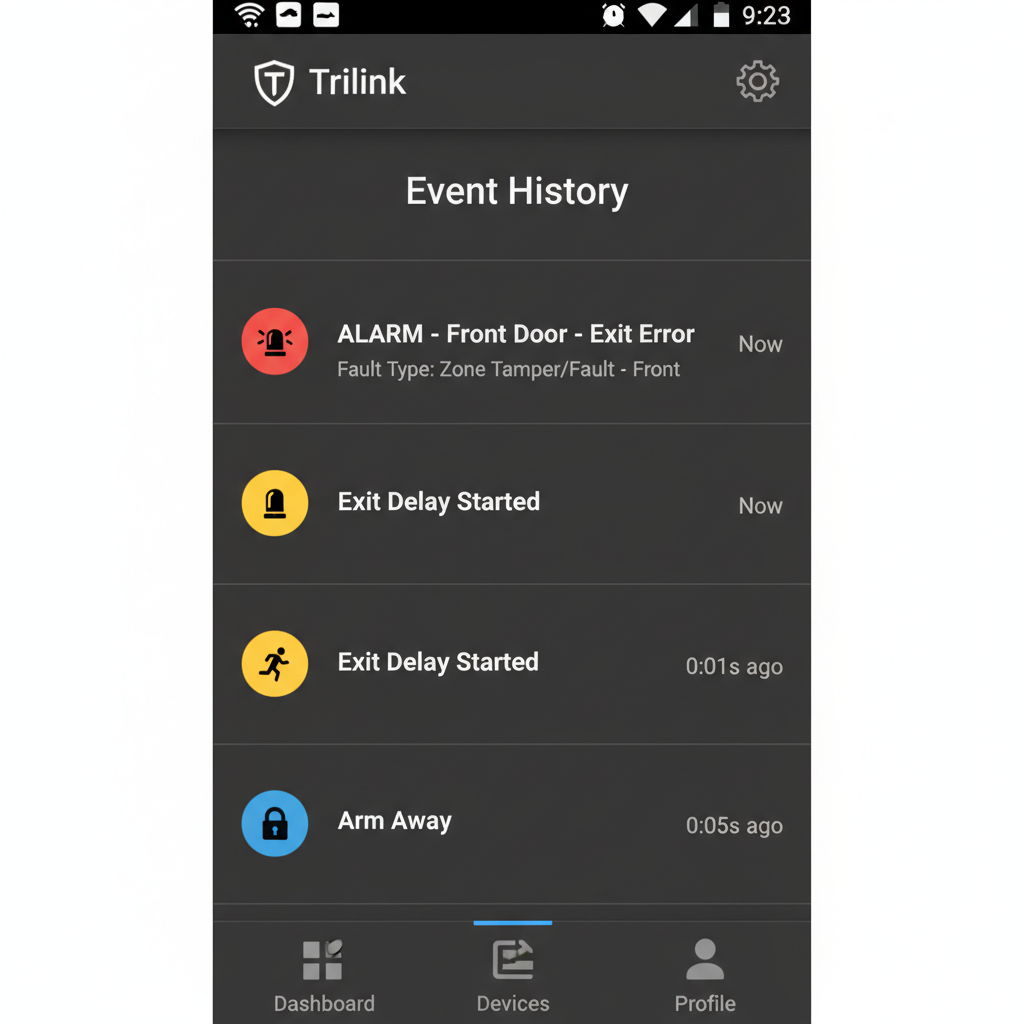 9:23
Trilink
Event History
ALARM - Front Door - Exit Error
Now
Fault Type: Zone Tamper/Fault - Front
Exit Delay Started
Now
Exit Delay Started
0:01s ago
Arm Away
0:05s ago
Dashboard
Devices
Profile